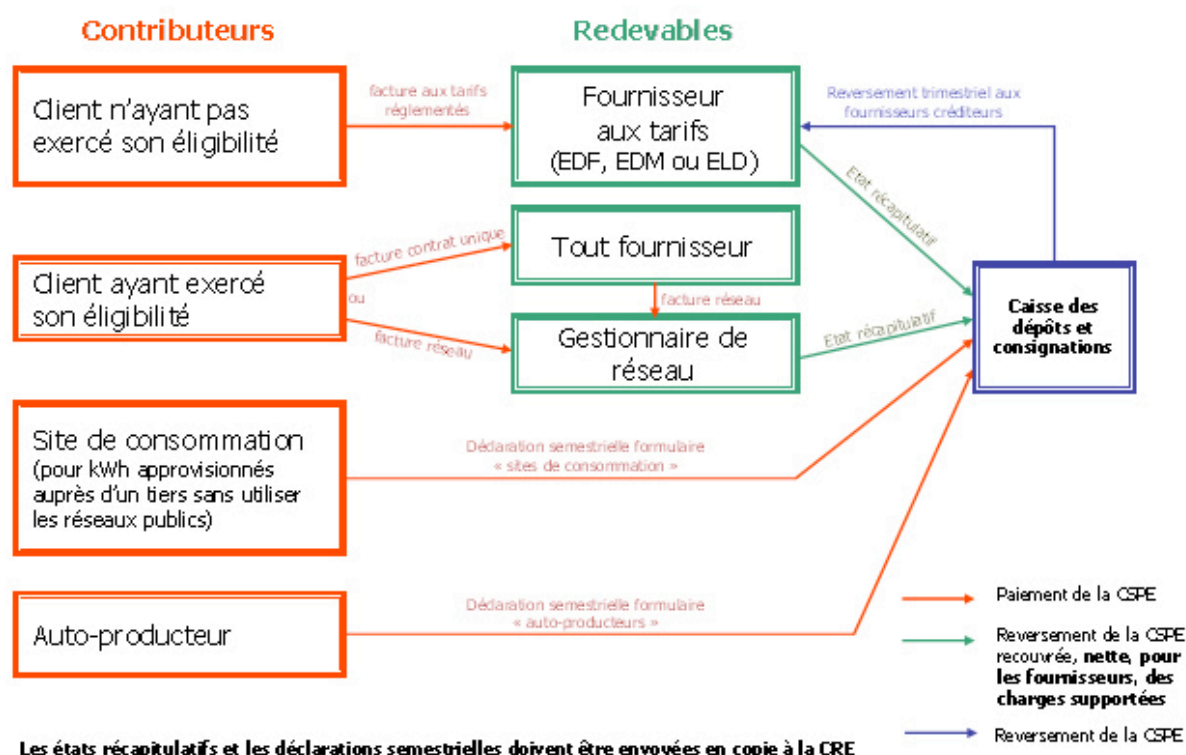 Contributeurs
Redevables
Client n'ayant pas
exercé son éligibilité
facture aux tarifs
réglementés
Fournisseur
aux tarifs
(EDF, EDM ou ELD)
Reversement trimestriel aux
fournisseurs créditeurs
Etat récapitulatif
Client ayant exercé
son éligibilité
facture contrat unique
ou
facture réseau
Tout fournisseur
facture réseau
Gestionnaire de
réseau
Etat récapitulatif
Caisse des
dépôts et
consignations
Site de consommation
(pour kWh approvisionnés
auprès d'un tiers sans utiliser
les réseaux publics)
Déclaration semestrielle formulaire
« sites de consommation »
Auto-producteur
Déclaration semestrielle formulaire
« auto-producteurs »
Paiement de la CSPE
Reversement de la CSPE
recouvrée, nette, pour
les fournisseurs, des
charges supportées
Reversement de la CSPE
Les états récapitulatifs et les déclarations semestrielles doivent être envoyées en copie à la CRE